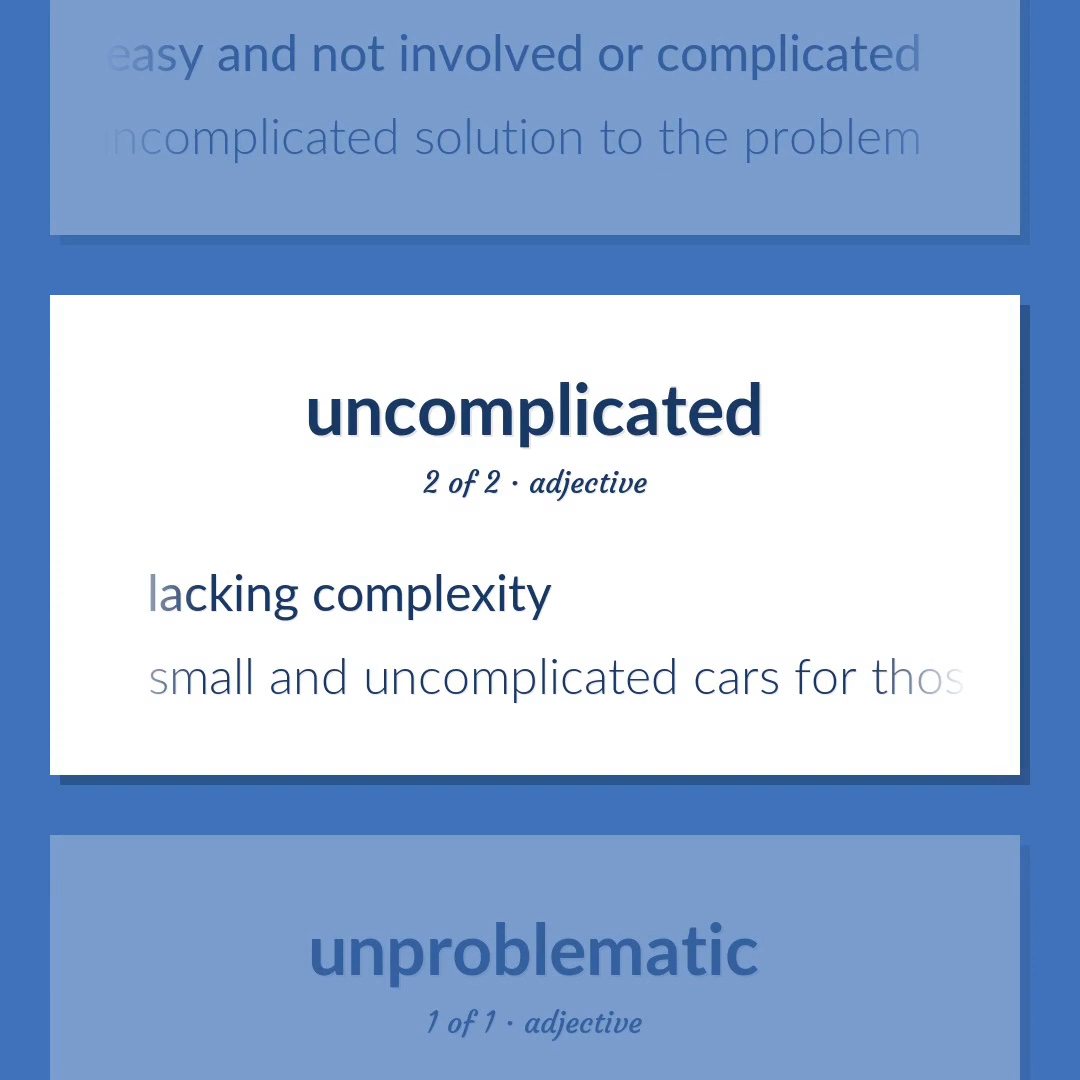 easy and not involved or complicated
uncomplicated solution to the problem
uncomplicated
2 of 2 · adjective
lacking complexity
small and uncomplicated cars for thos
unproblematic
1 of 1 · adjective